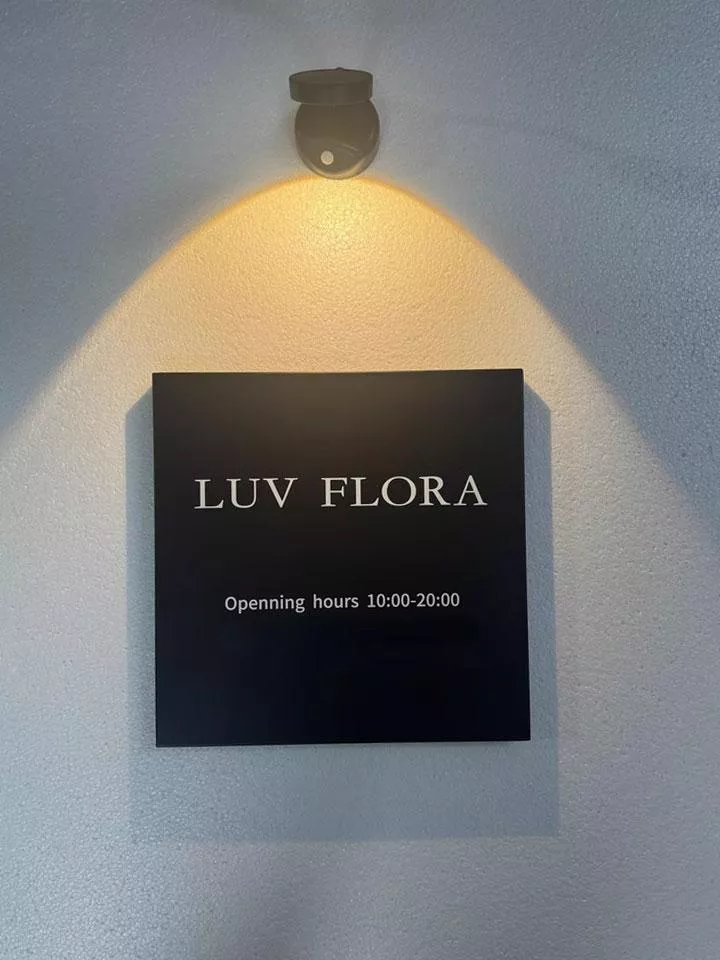 LUV FLORA
Openning hours 10:00-20:00